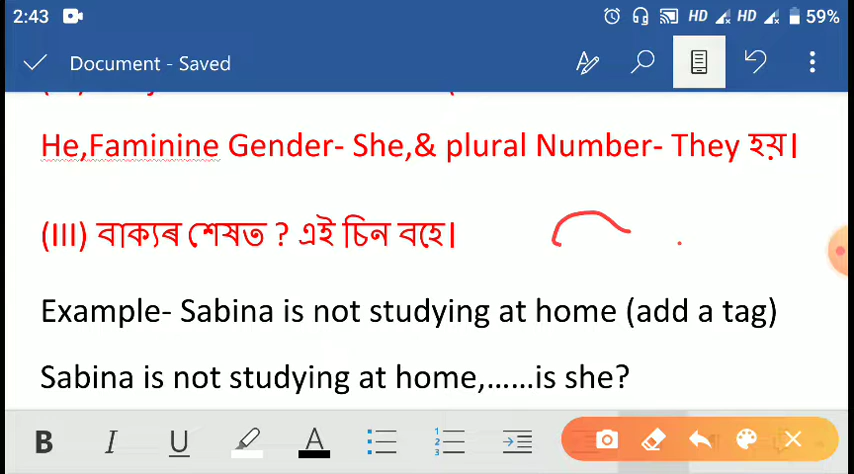 2:43 HD HD 59%
Document - Saved
He,Faminine Gender- She,& plural Number- They হয়।
(III) বাক্যৰ শেষত ? এই চিন বহে।
Example- Sabina is not studying at home (add a tag)
Sabina is not studying at home,......is she?
B I U A